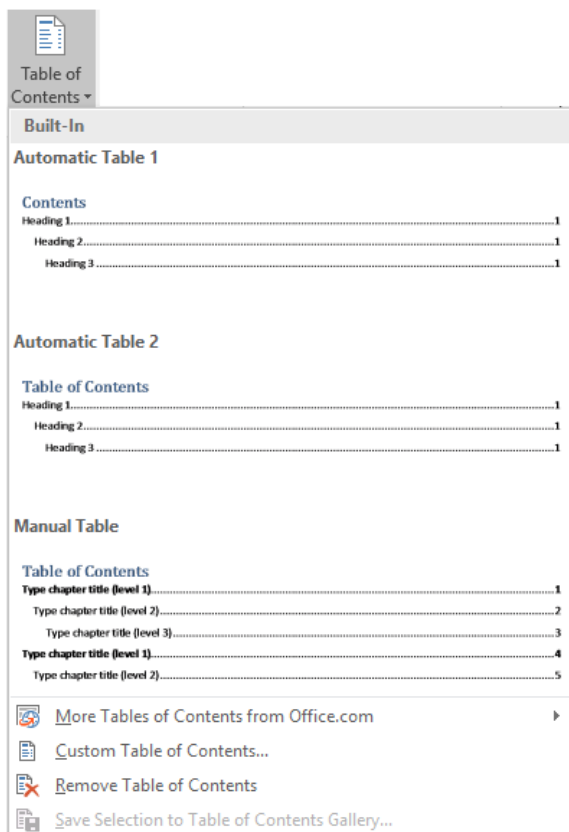 Table of
Contents
Built-In
Automatic Table 1
Contents
Heading 1...1
Heading 2...1
Heading 3...1
Automatic Table 2
Table of Contents
Heading 1...1
Heading 2...1
Heading 3...1
Manual Table
Table of Contents
Type chapter title (level 1)...1
Type chapter title (level 2)...2
Type chapter title (level 3)...3
Type chapter title (level 1)...4
Type chapter title (level 2)...5
More Tables of Contents from Office.com
Custom Table of Contents...
Remove Table of Contents
Save Selection to Table of Contents Gallery...